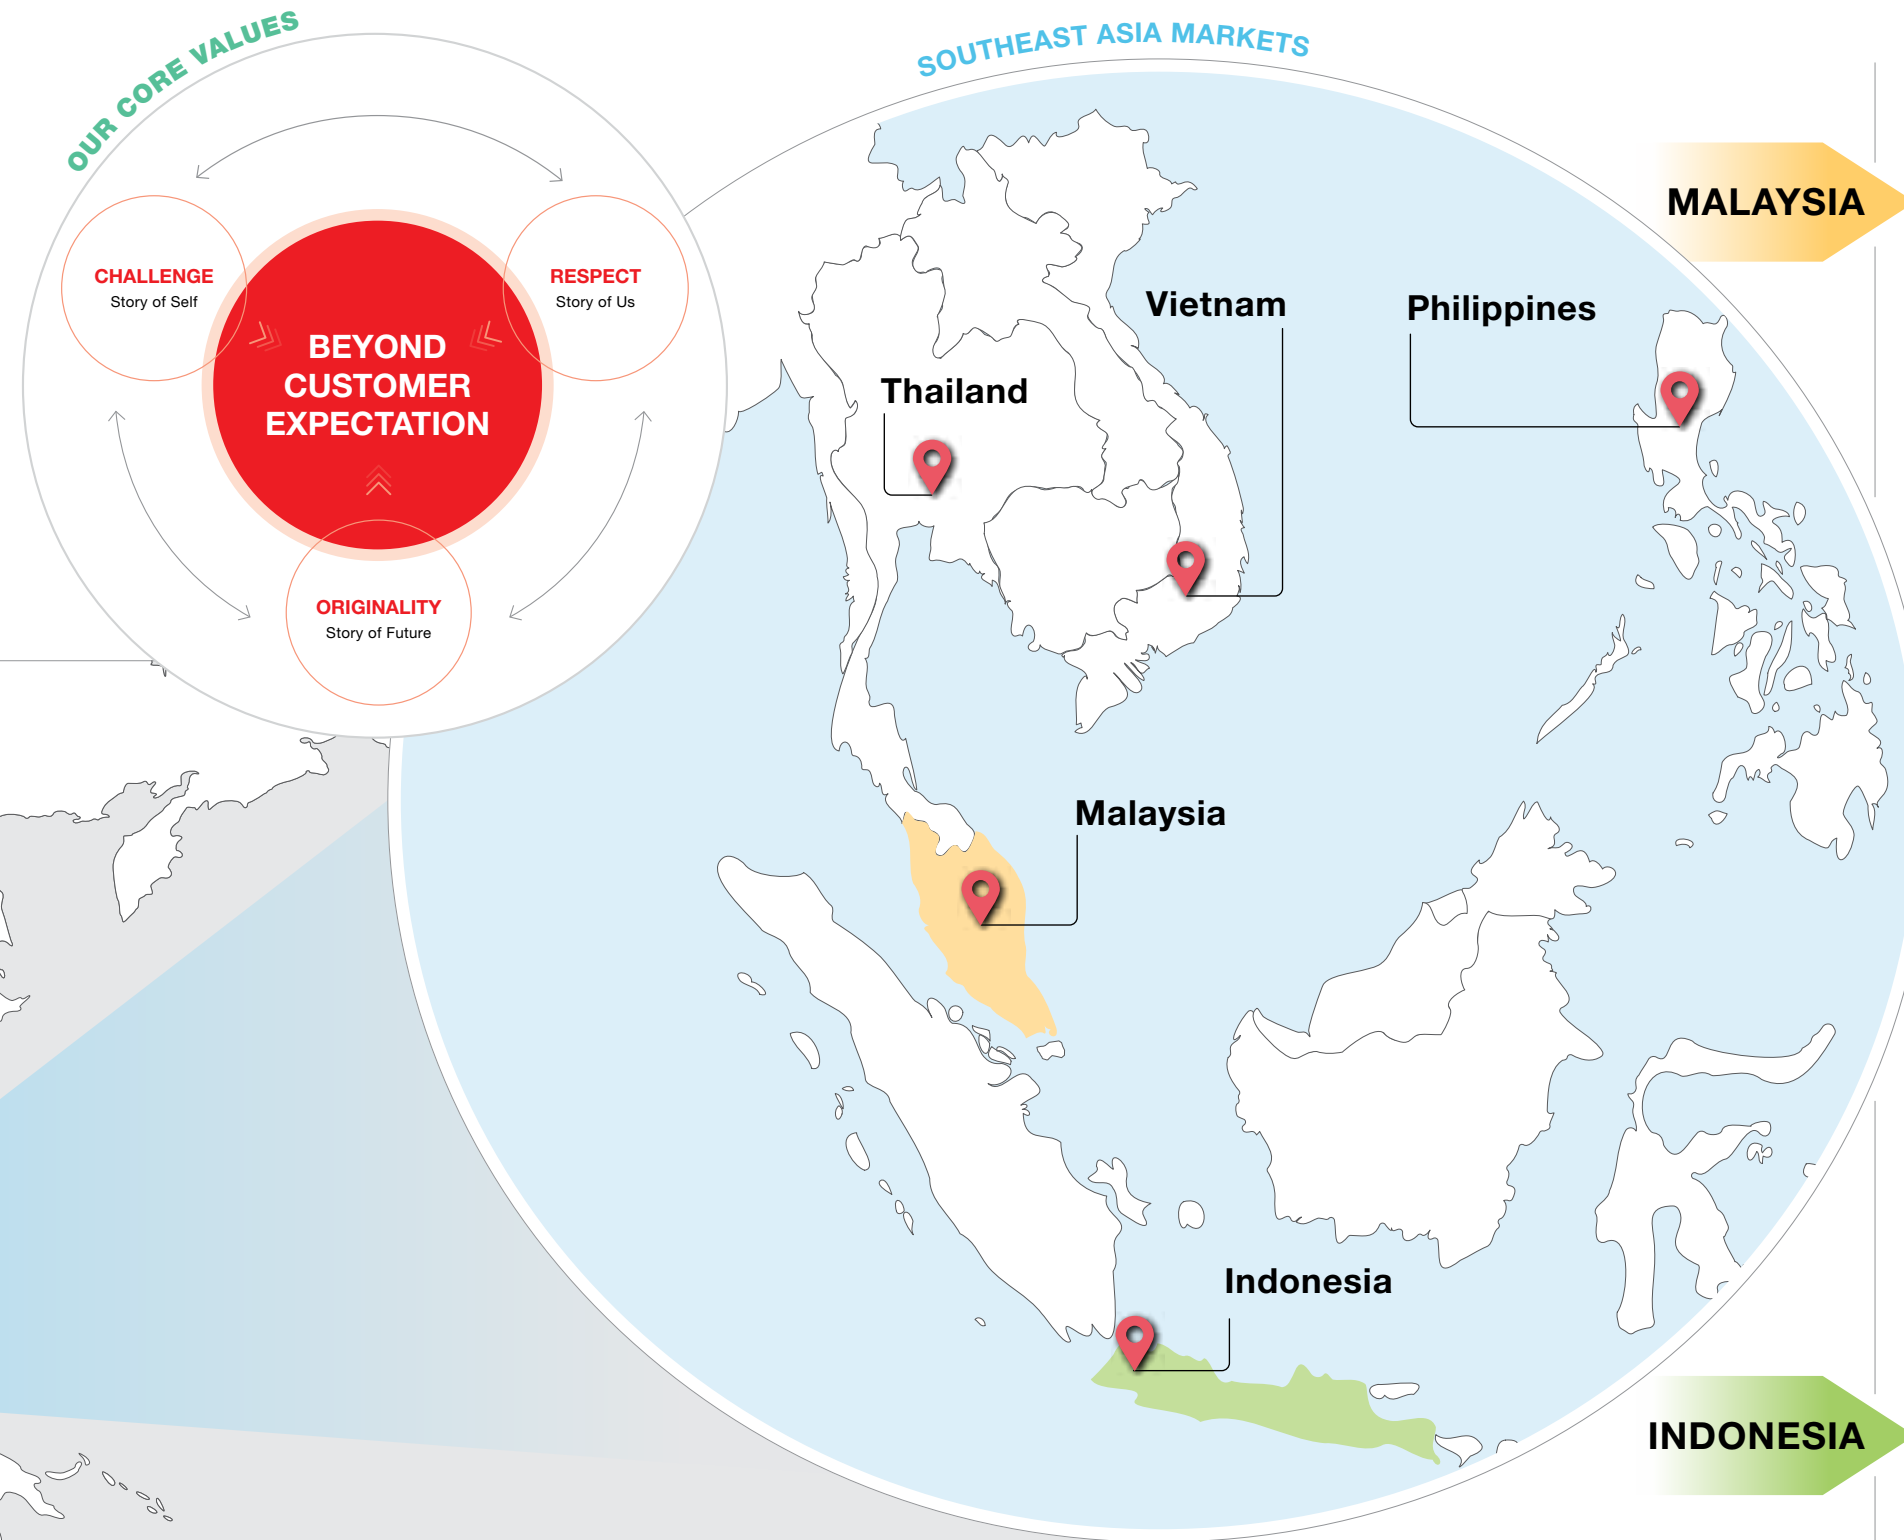 OUR CORE VALUES
CHALLENGE
Story of Self
RESPECT
Story of Us
BEYOND
CUSTOMER
EXPECTATION
ORIGINALITY
Story of Future
SOUTHEAST ASIA MARKETS
MALAYSIA
Vietnam
Philippines
Thailand
Malaysia
Indonesia
INDONESIA